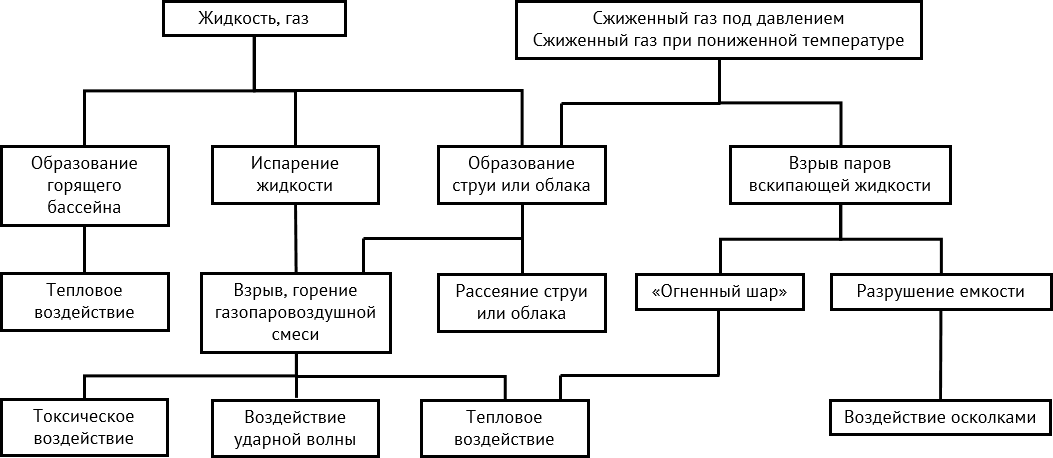 Жидкость, газ
Сжиженный газ под давлением
Сжиженный газ при пониженной температуре
Образование
горящего
бассейна
Испарение
жидкости
Образование
струи или облака
Взрыв паров
вскипающей жидкости
Тепловое
воздействие
Взрыв, горение
газопаровоздушной
смеси
Рассеяние струи
или облака
«Огненный шар»
Разрушение емкости
Токсическое
воздействие
Воздействие
ударной волны
Тепловое
воздействие
Воздействие осколками